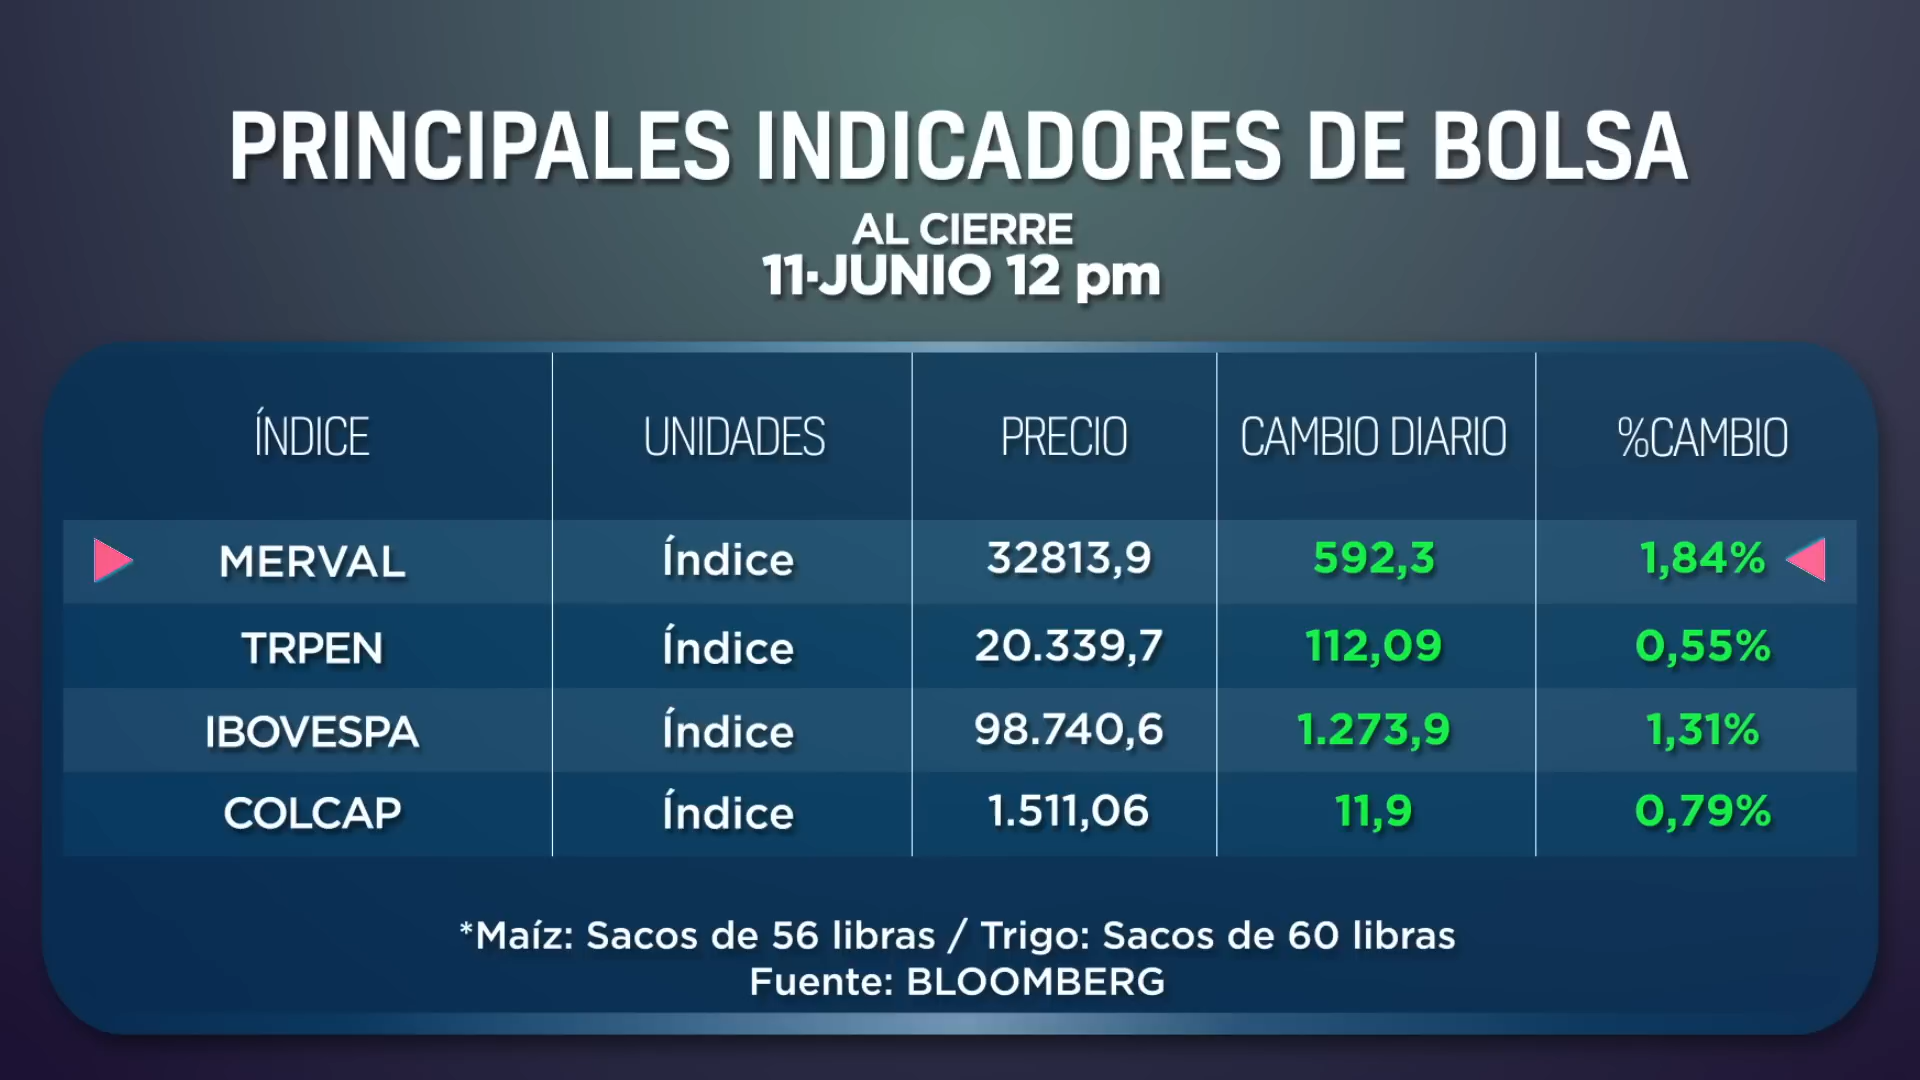 PRINCIPALES INDICADORES DE BOLSA
AL CIERRE
11·JUNIO 12 pm
ÍNDICE UNIDADES PRECIO CAMBIO DIARIO %CAMBIO
MERVAL Índice 32813,9 592,3 1,84%
TRPEN Índice 20.339,7 112,09 0,55%
IBOVESPA Índice 98.740,6 1.273,9 1,31%
COLCAP Índice 1.511,06 11,9 0,79%
*Maíz: Sacos de 56 libras / Trigo: Sacos de 60 libras
Fuente: BLOOMBERG